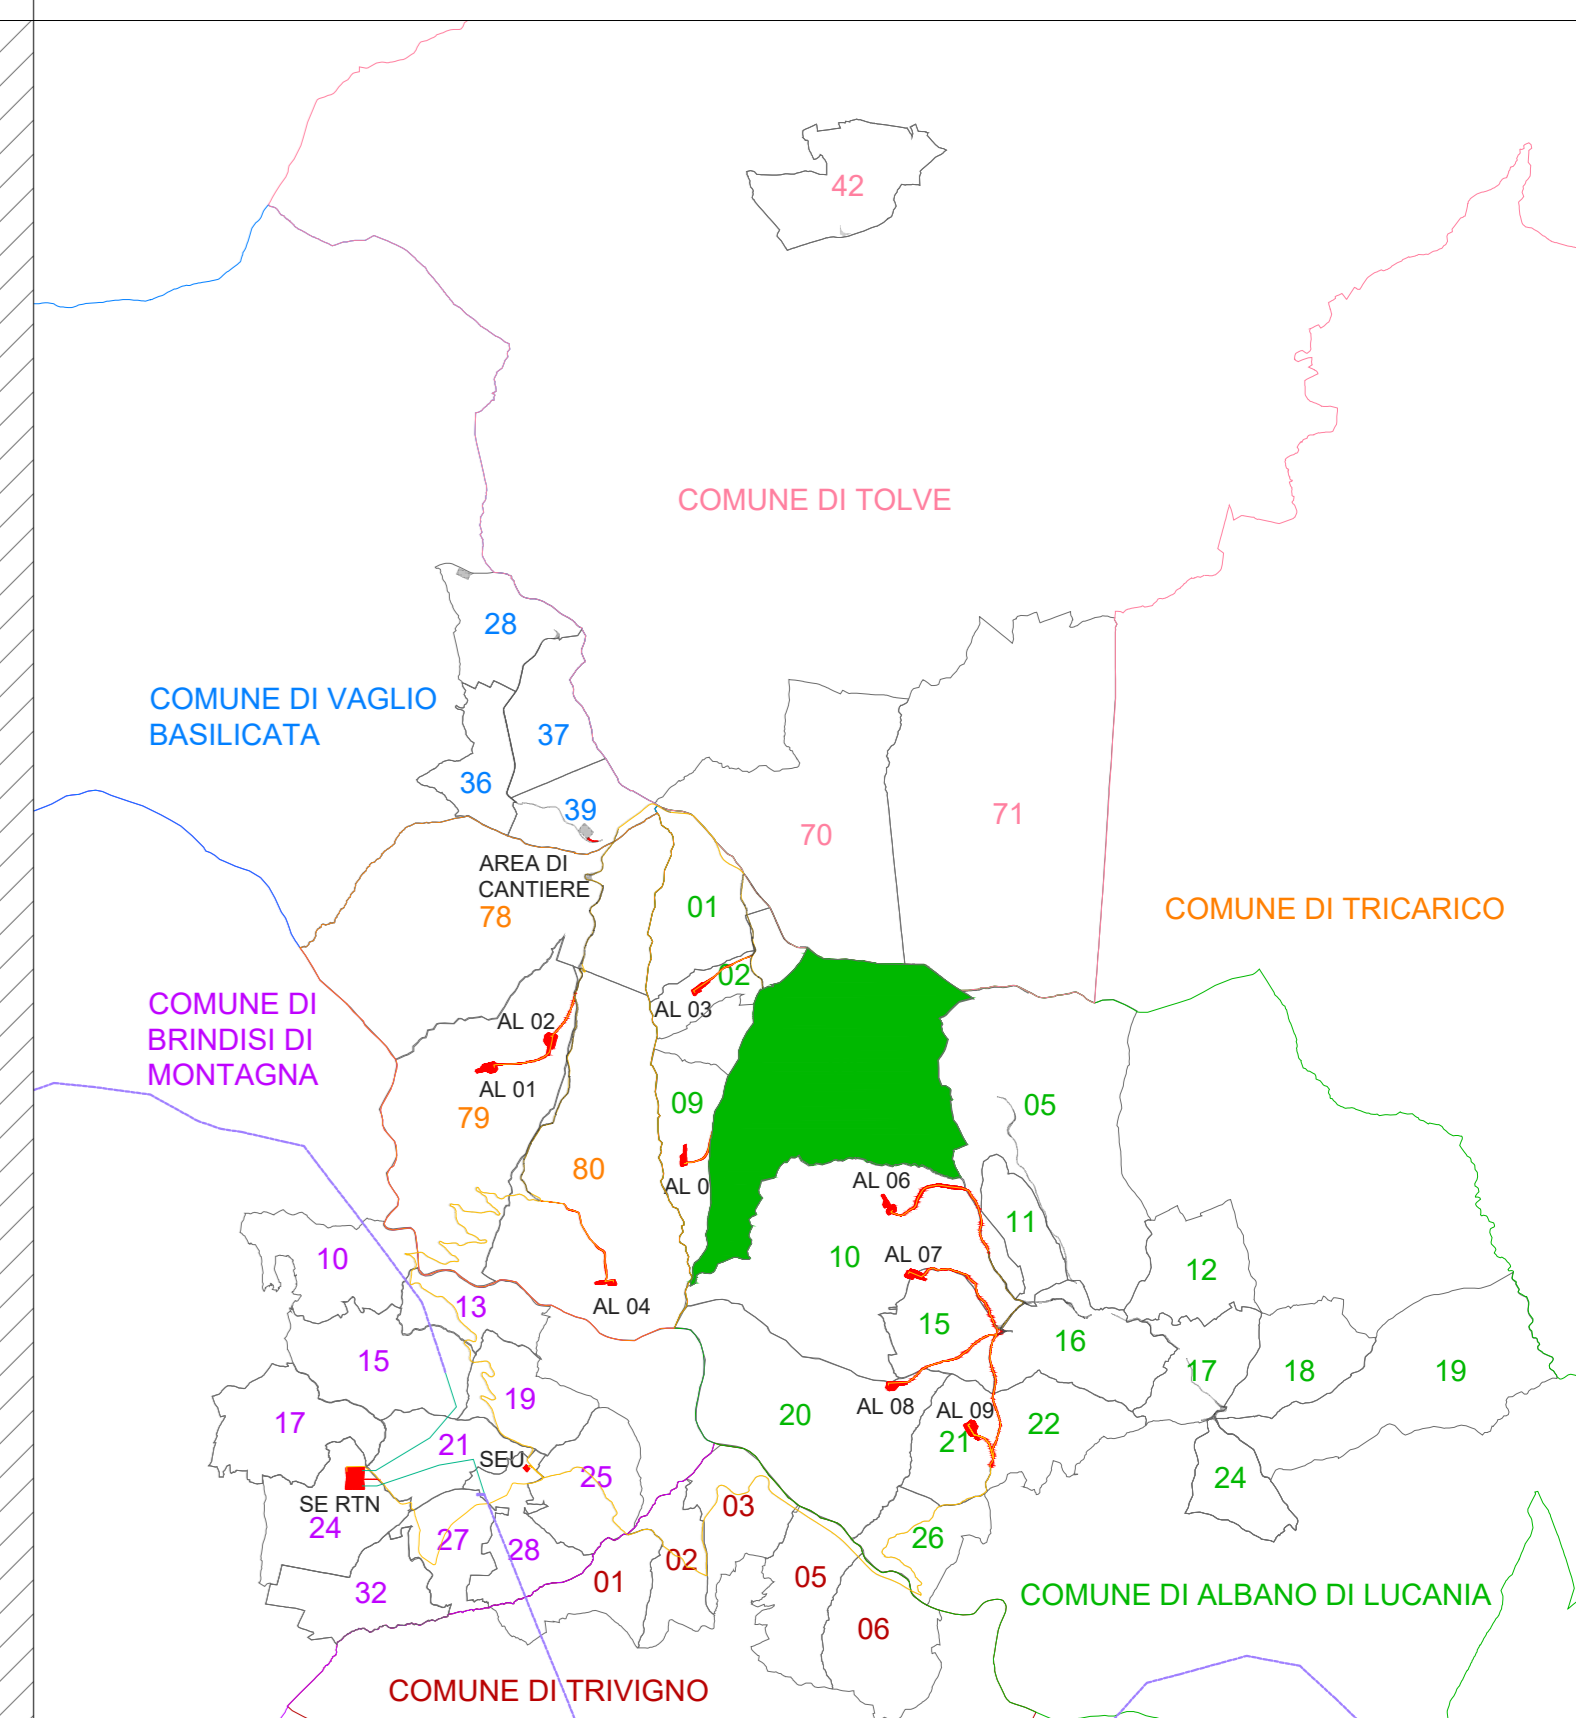 42
COMUNE DI TOLVE
28
COMUNE DI VAGLIO
BASILICATA
37
36
39
70
71
AREA DI
CANTIERE
78
01
COMUNE DI TRICARICO
02
AL 03
COMUNE DI
BRINDISI DI
MONTAGNA
AL 02
AL 01
79
09
05
80
AL 0
AL 06
11
10
10
AL 07
12
13
AL 04
15
15
16
17
18
19
19
17
20
AL 08
AL 09
21
22
21
SEU
25
24
SE RTN
24
03
27
28
26
02
01
32
05
06
COMUNE DI ALBANO DI LUCANIA
COMUNE DI TRIVIGNO